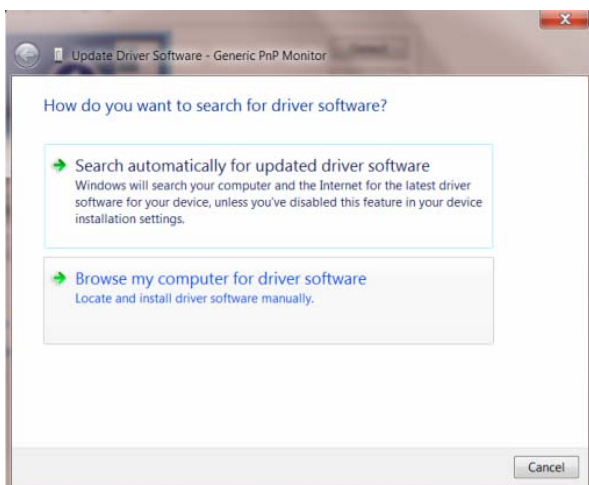 Update Driver Software - Generic PnP Monitor
How do you want to search for driver software?
Search automatically for updated driver software
Windows will search your computer and the Internet for the latest driver
software for your device, unless you've disabled this feature in your device
installation settings.
Browse my computer for driver software
Locate and install driver software manually.
Cancel